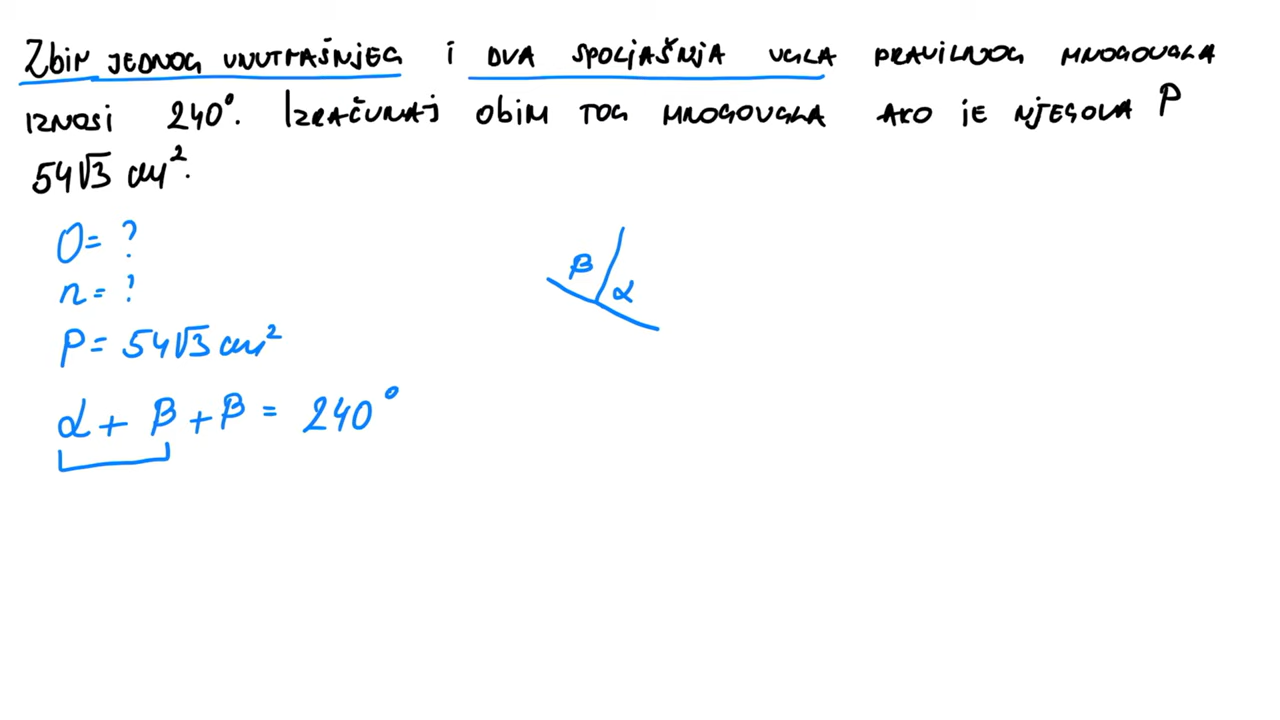 Zbir jednog unutrašnjeg i dva spoljašnja ugla pravilnog mnogougla
iznosi 240°. Izračunaj obim tog mnogougla ako je njegova P
54√3 cm².
O= ?
n= ?
P= 54√3 cm²
α + β + β = 240°
β α